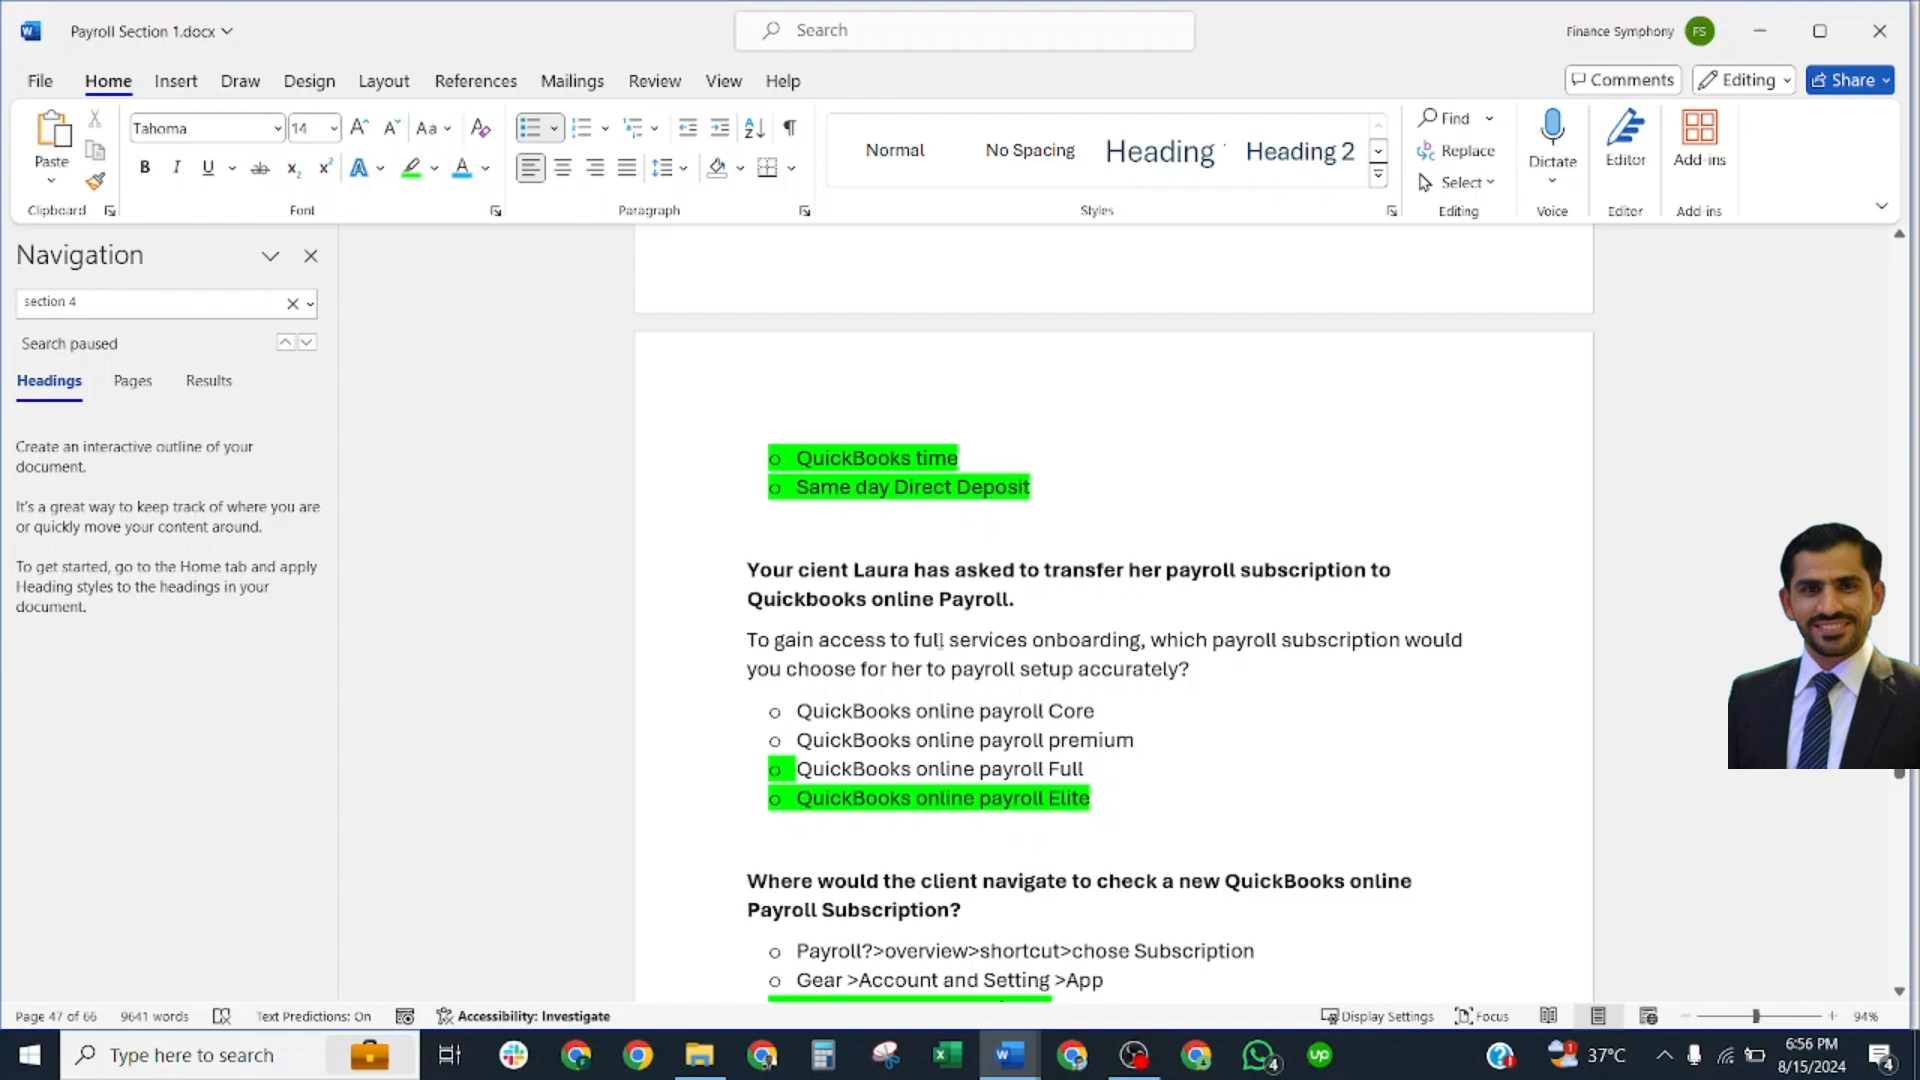 Payroll Section 1.docx
Search
Finance Symphony
FS
File
Home
Insert
Draw
Design
Layout
References
Mailings
Review
View
Help
Comments
Editing
Share
Paste
Tahoma
14
Normal
No Spacing
Heading
Heading 2
Find
Replace
Select
Dictate
Editor
Add-ins
Clipboard
Font
Paragraph
Styles
Editing
Voice
Editor
Add-ins
Navigation
section 4
Search paused
Headings
Pages
Results
Create an interactive outline of your
document.
It's a great way to keep track of where you are
or quickly move your content around.
To get started, go to the Home tab and apply
Heading styles to the headings in your
document.
o QuickBooks time
o Same day Direct Deposit
Your cient Laura has asked to transfer her payroll subscription to
Quickbooks online Payroll.
To gain access to full services onboarding, which payroll subscription would
you choose for her to payroll setup accurately?
o QuickBooks online payroll Core
o QuickBooks online payroll premium
o QuickBooks online payroll Full
o QuickBooks online payroll Elite
Where would the client navigate to check a new QuickBooks online
Payroll Subscription?
o Payroll?>overview>shortcut>chose Subscription
o Gear >Account and Setting >App
Page 47 of 66
9641 words
Text Predictions: On
Accessibility: Investigate
Display Settings
Focus
94%
Type here to search
37°C
6:56 PM
8/15/2024